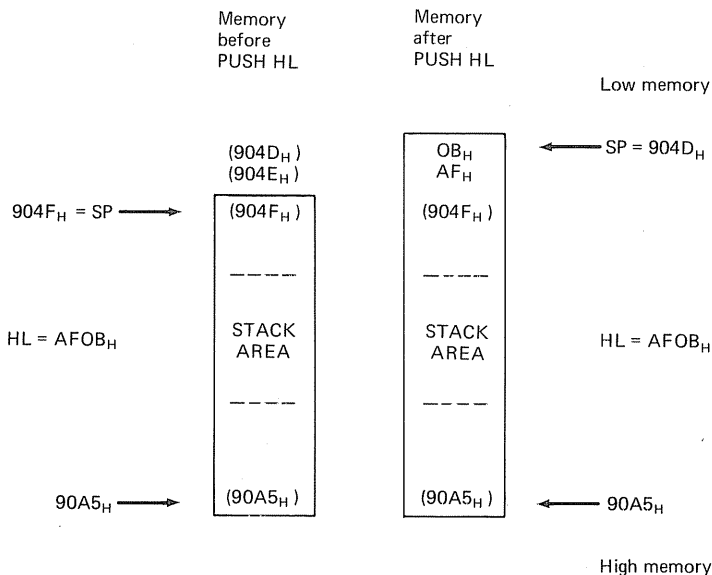 Memory
before
PUSH HL
Memory
after
PUSH HL
Low memory
(904DH)
(904EH)
OBH
AFH
SP = 904DH
904FH = SP
(904FH)
(904FH)
HL = AFOBH
STACK
AREA
STACK
AREA
HL = AFOBH
90A5H
(90A5H)
(90A5H)
90A5H
High memory